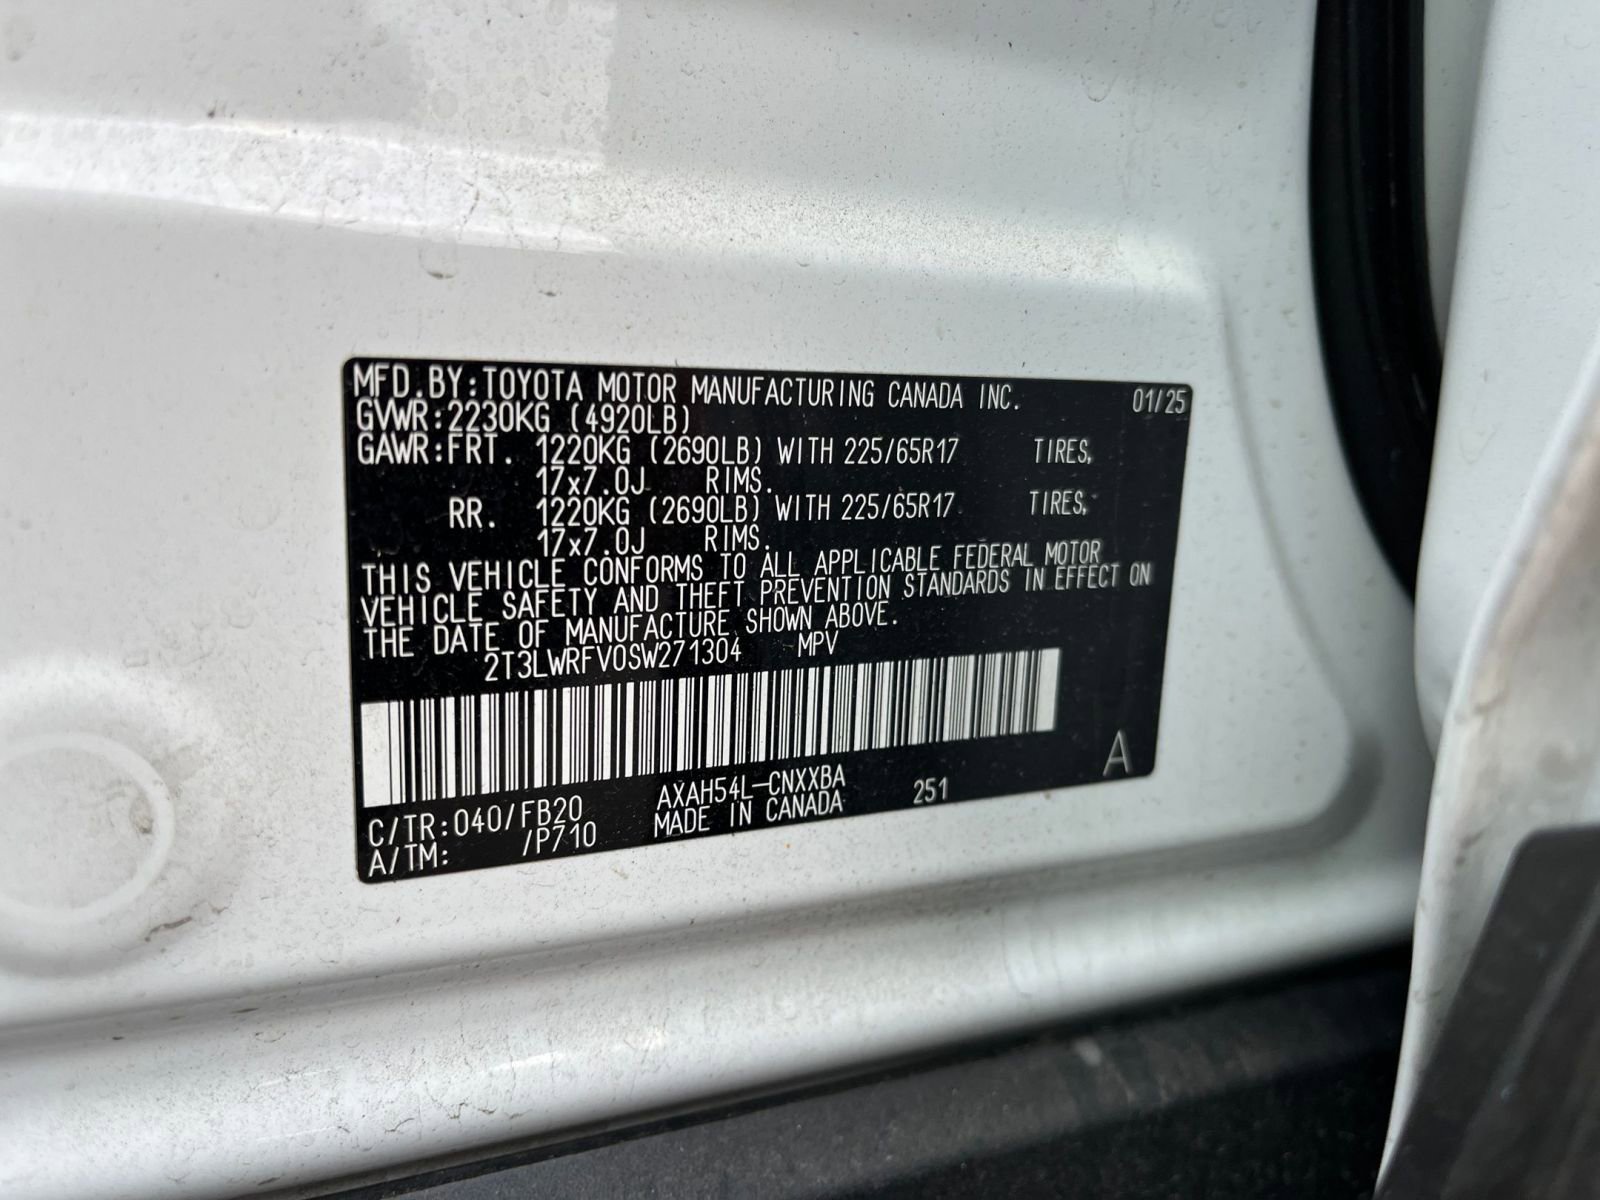 MFD.BY:TOYOTA MOTOR MANUFACTURING CANADA INC. 01/25
GVWR:2230KG (4920LB)
GAWR:FRT. 1220KG (2690LB) WITH 225/65R17 TIRES,
17x7.0J RIMS.
RR. 1220KG (2690LB) WITH 225/65R17 TIRES,
17x7.0J RIMS.
THIS VEHICLE CONFORMS TO ALL APPLICABLE FEDERAL MOTOR
VEHICLE SAFETY AND THEFT PREVENTION STANDARDS IN EFFECT ON
THE DATE OF MANUFACTURE SHOWN ABOVE.
2T3LWRFV0SW271304 MPV
A
C/TR:040/FB20 AXAH54L-CNXXBA 251
A/TM: /P710 MADE IN CANADA